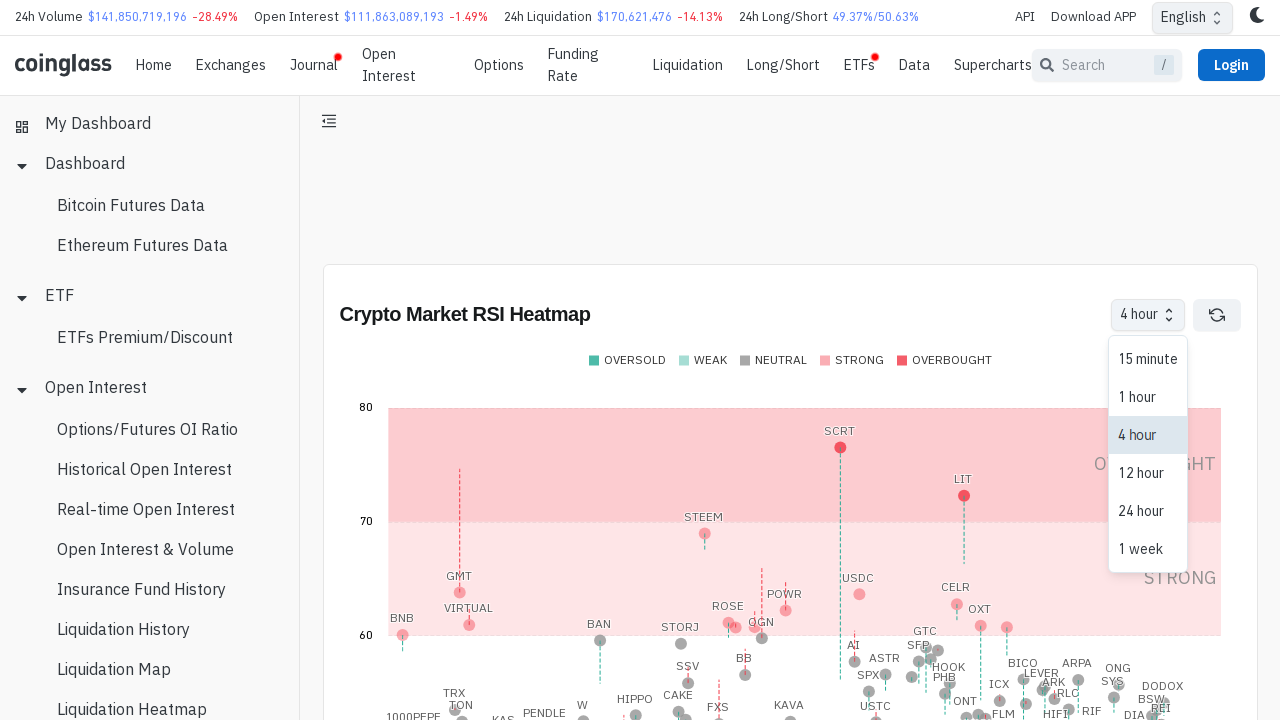 24h Volume $141,850,719,196 -28.49% Open Interest $111,863,089,193 -1.49% 24h Liquidation $170,621,476 -14.13% 24h Long/Short 49.37%/50.63% API Download APP English
coinglass Home Exchanges Journal Open Interest Options Funding Rate Liquidation Long/Short ETFs Data Supercharts Search / Login
My Dashboard
Dashboard
Bitcoin Futures Data
Ethereum Futures Data
ETF
ETFs Premium/Discount
Open Interest
Options/Futures OI Ratio
Historical Open Interest
Real-time Open Interest
Open Interest & Volume
Insurance Fund History
Liquidation History
Liquidation Map
Liquidation Heatmap
Crypto Market RSI Heatmap 4 hour
15 minute
1 hour
4 hour
12 hour
24 hour
1 week
OVERSOLD WEAK NEUTRAL STRONG OVERBOUGHT
80
SCRT
LIT
70
STEEM
STRONG
GMT
USDC
CELR
POWR
VIRTUAL
ROSE
OXT
BNB
BAN
OGN
STORJ
60
GTC
AI
SFP
SSV
BB
ASTR
HOOK
BICO
ARPA
ONG
SPX
PHB
LEVER
ICX
ARK
SYS
DODOX
TRX
HIPPO
CAKE
RLC
BSW
TON
W
FXS
KAVA
USTC
ONT
REI
1000PEPE
KAS
PENDLE
FLM
HIFI
RIF
DIA